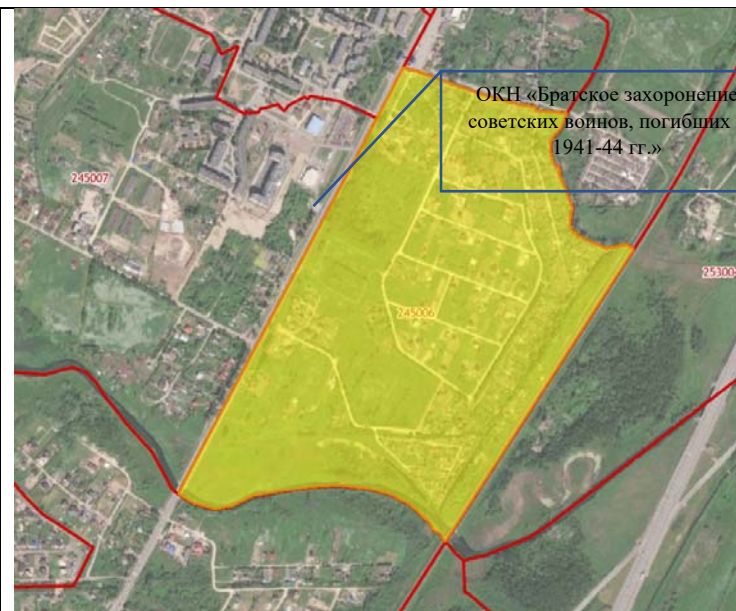 ОКН «Братское захоронение
советских воинов, погибших
1941-44 гг.»
245007
25300
245006